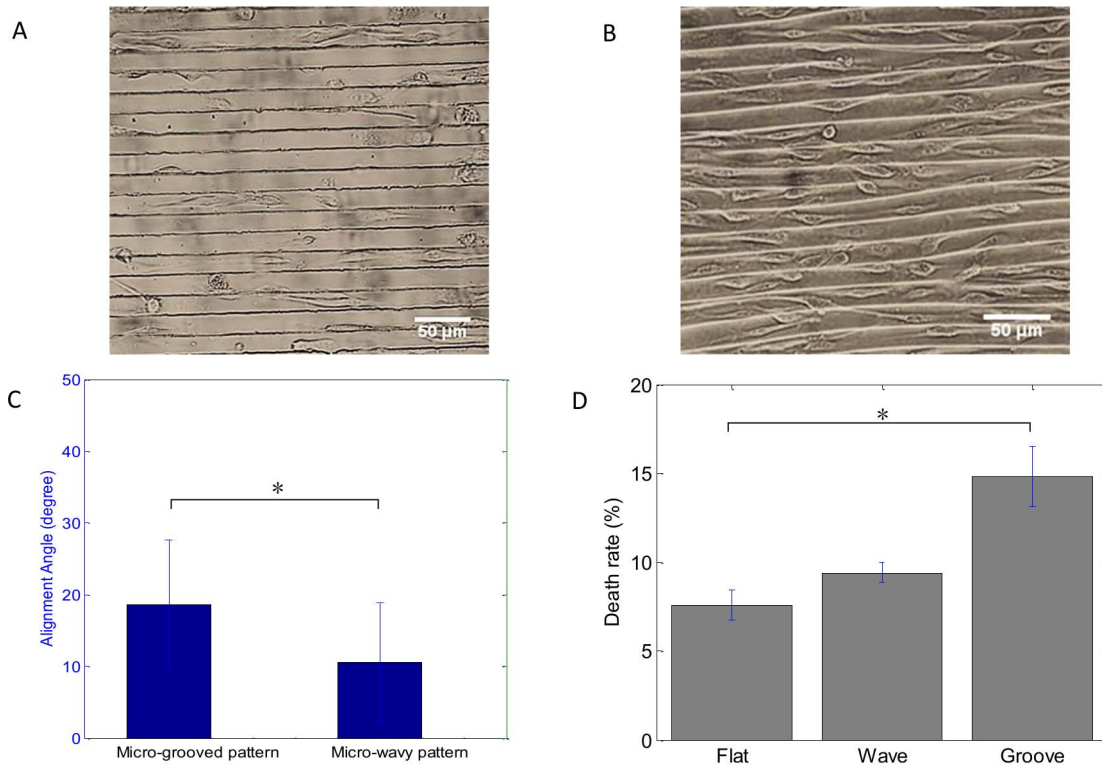 A
50 µm
B
50 µm
C
50
40
30
20
10
0
Alignment Angle (degree)
*
Micro-grooved pattern
Micro-wavy pattern
D
20
15
10
5
0
Death rate (%)
*
Flat
Wave
Groove